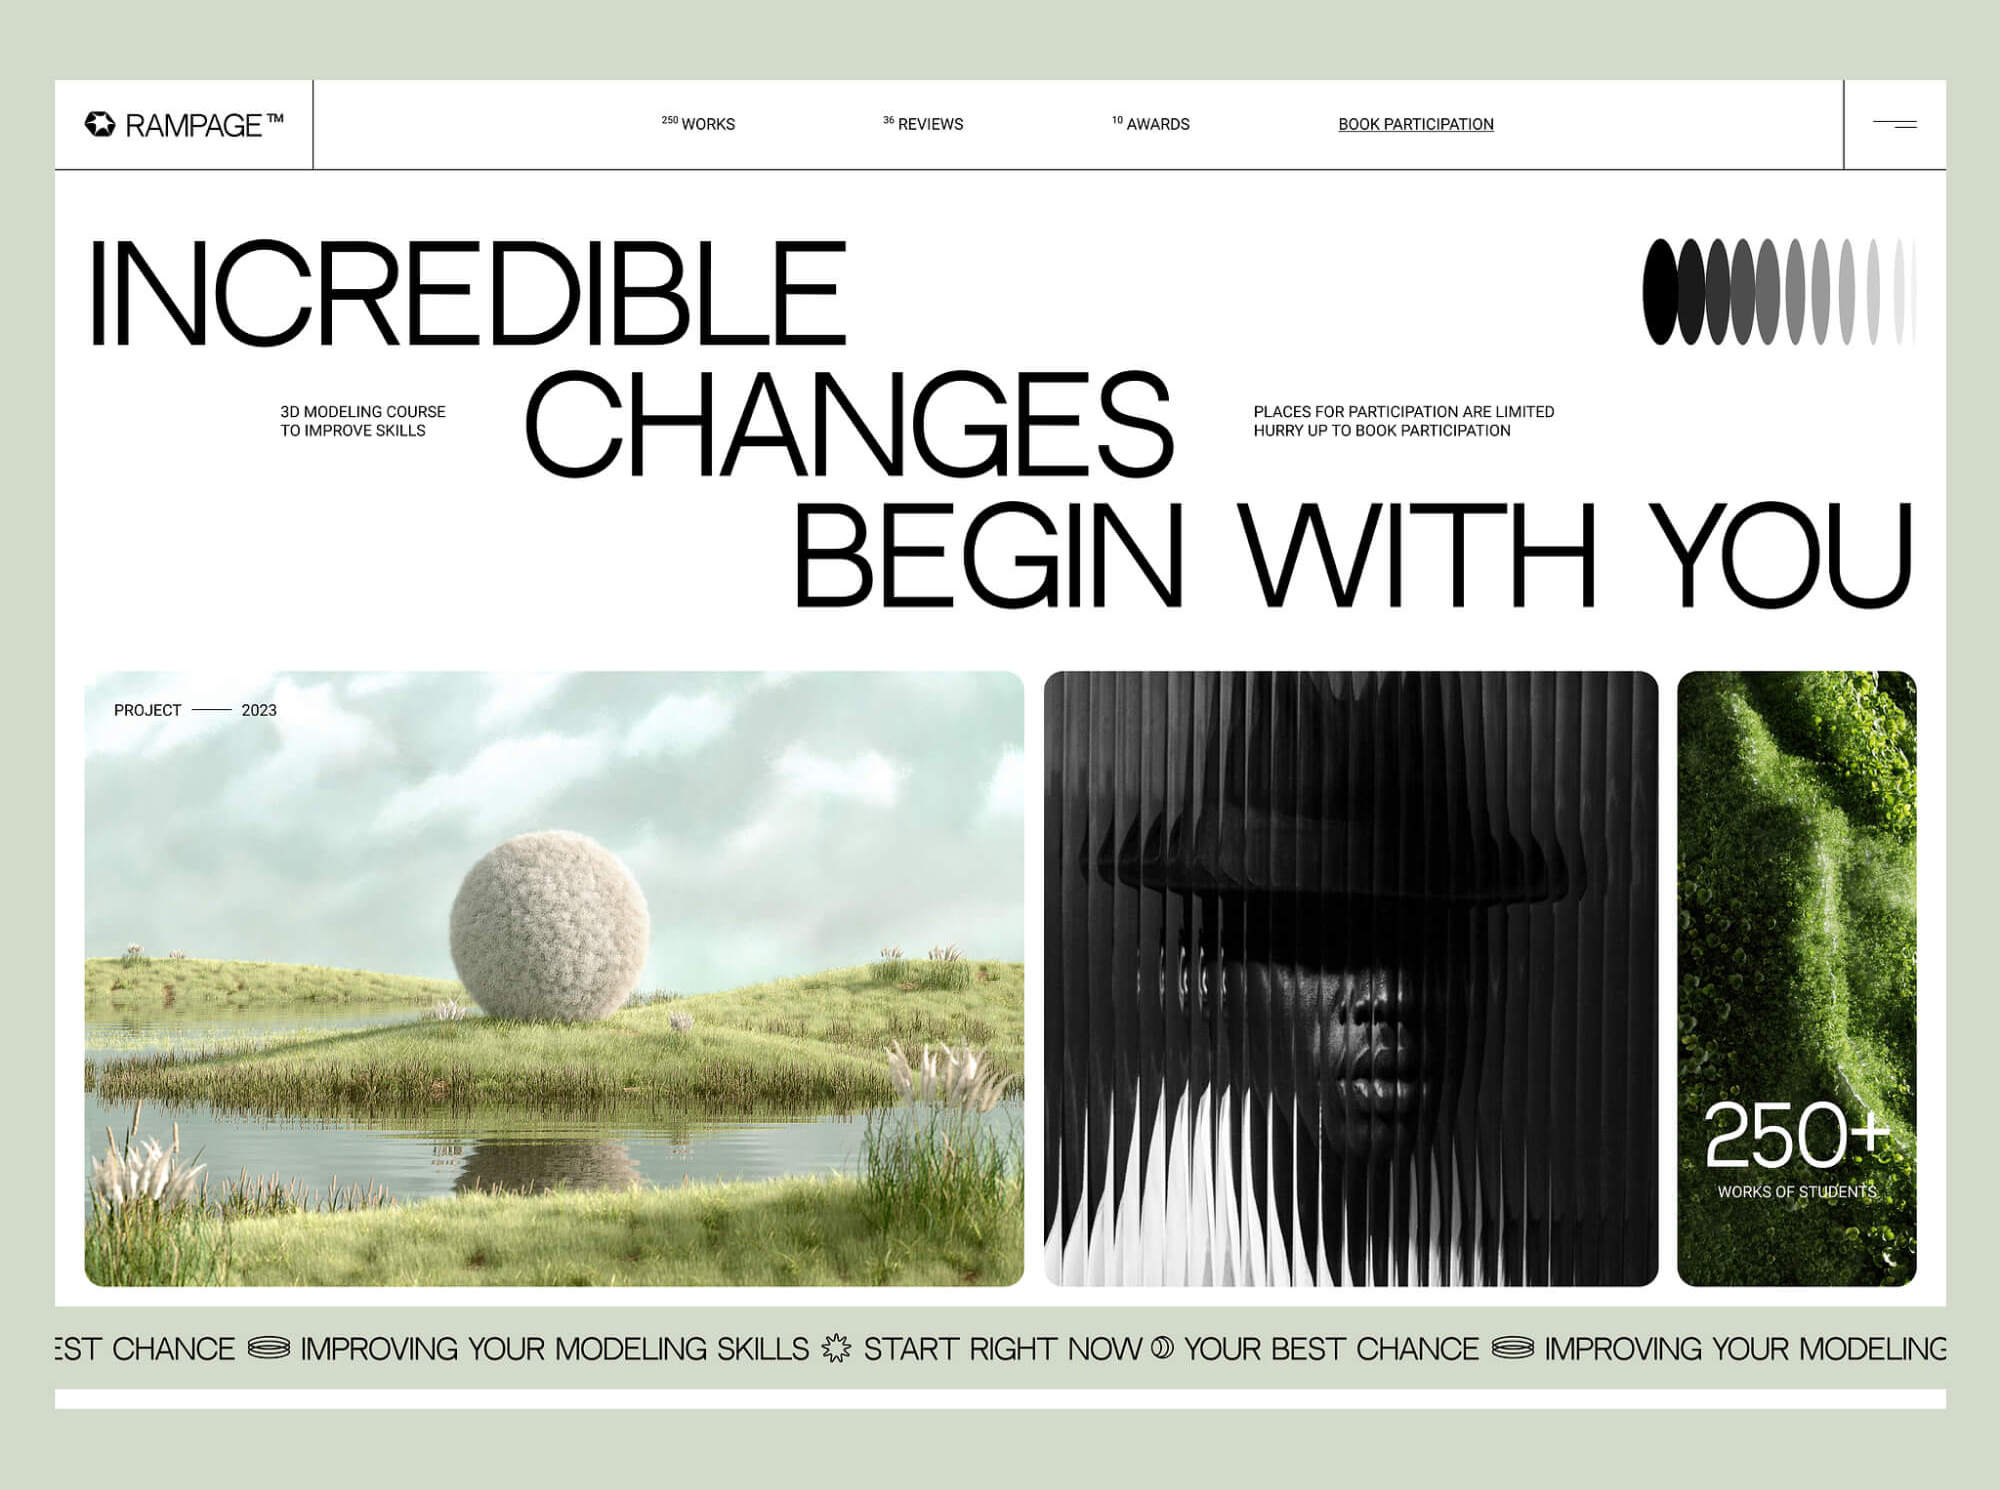 RAMPAGE™
250 WORKS
36 REVIEWS
10 AWARDS
BOOK PARTICIPATION
INCREDIBLE
3D MODELING COURSE
TO IMPROVE SKILLS
CHANGES
PLACES FOR PARTICIPATION ARE LIMITED
HURRY UP TO BOOK PARTICIPATION
BEGIN WITH YOU
PROJECT — 2023
250+
WORKS OF STUDENTS
EST CHANCE IMPROVING YOUR MODELING SKILLS START RIGHT NOW YOUR BEST CHANCE IMPROVING YOUR MODELING